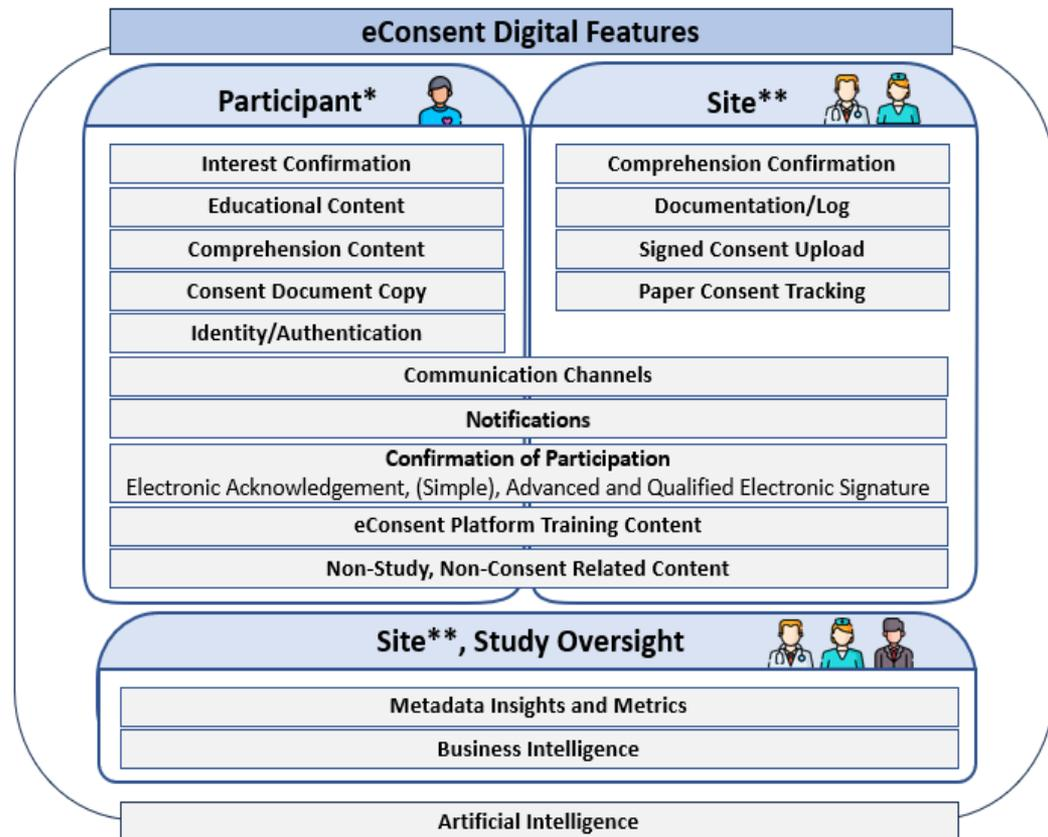 eConsent Digital Features
Participant*
Site**
Interest Confirmation
Educational Content
Comprehension Content
Consent Document Copy
Identity/Authentication
Comprehension Confirmation
Documentation/Log
Signed Consent Upload
Paper Consent Tracking
Communication Channels
Notifications
Confirmation of Participation
Electronic Acknowledgement, (Simple), Advanced and Qualified Electronic Signature
eConsent Platform Training Content
Non-Study, Non-Consent Related Content
Site**, Study Oversight
Metadata Insights and Metrics
Business Intelligence
Artificial Intelligence